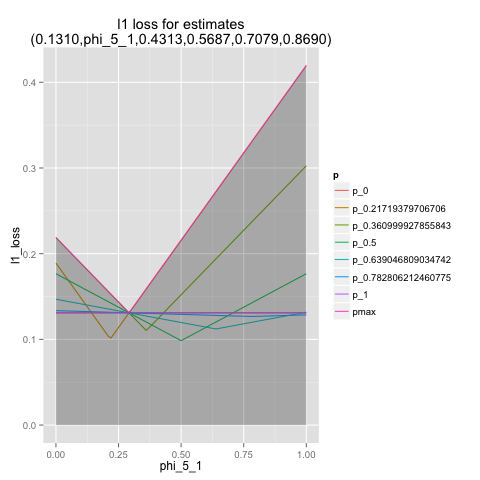 l1 loss for estimates
(0.1310,phi_5_1,0.4313,0.5687,0.7079,0.8690)
l1_loss
0.4
0.3
0.2
0.1
0.0
0.00 0.25 0.50 0.75 1.00
phi_5_1
p
p_0
p_0.21719379706706
p_0.360999927855843
p_0.5
p_0.639046809034742
p_0.782806212460775
p_1
pmax